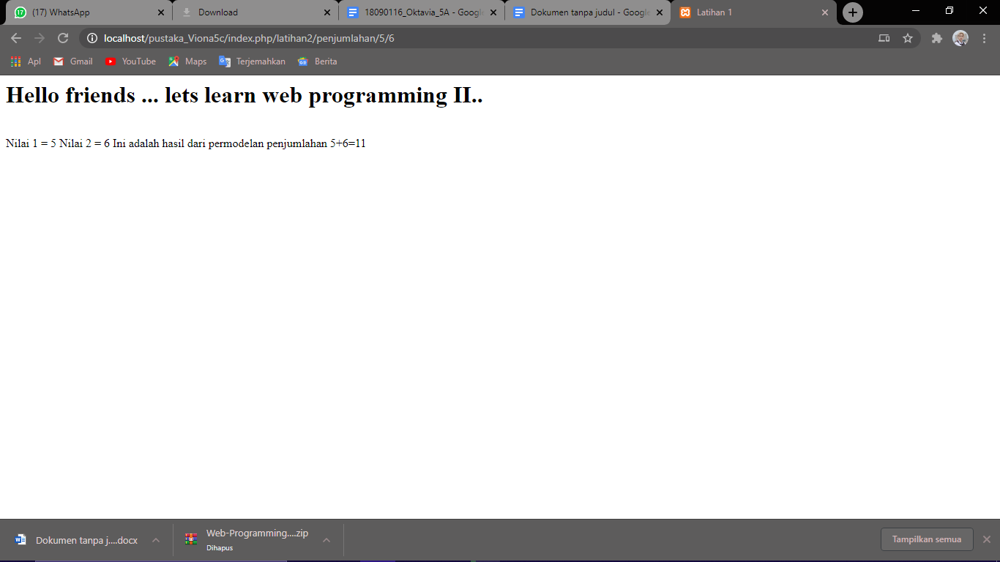 (17) WhatsApp
Download
18090116_Oktavia_5A - Google
Dokumen tanpa judul - Google
Latihan 1
localhost/pustaka_Viona5c/index.php/latihan2/penjumlahan/5/6
Apl Gmail YouTube Maps Terjemahkan Berita
Hello friends ... lets learn web programming II..
Nilai 1 = 5 Nilai 2 = 6 Ini adalah hasil dari permodelan penjumlahan 5+6=11
Dokumen tanpa j....docx
Web-Programming....zip
Dihapus
Tampilkan semua